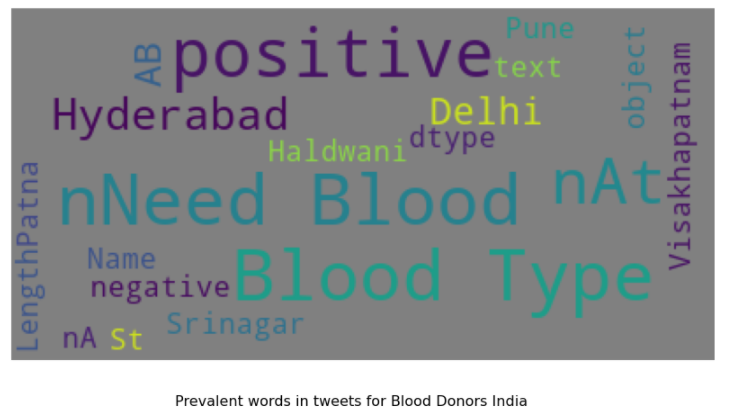 Pune
AB
positive
text
object
Hyderabad
Delhi
Visakhapatnam
dtype
Haldwani
nNeed Blood
nAt
LengthPatna
Name
Blood Type
negative
Srinagar
nA
St
Prevalent words in tweets for Blood Donors India